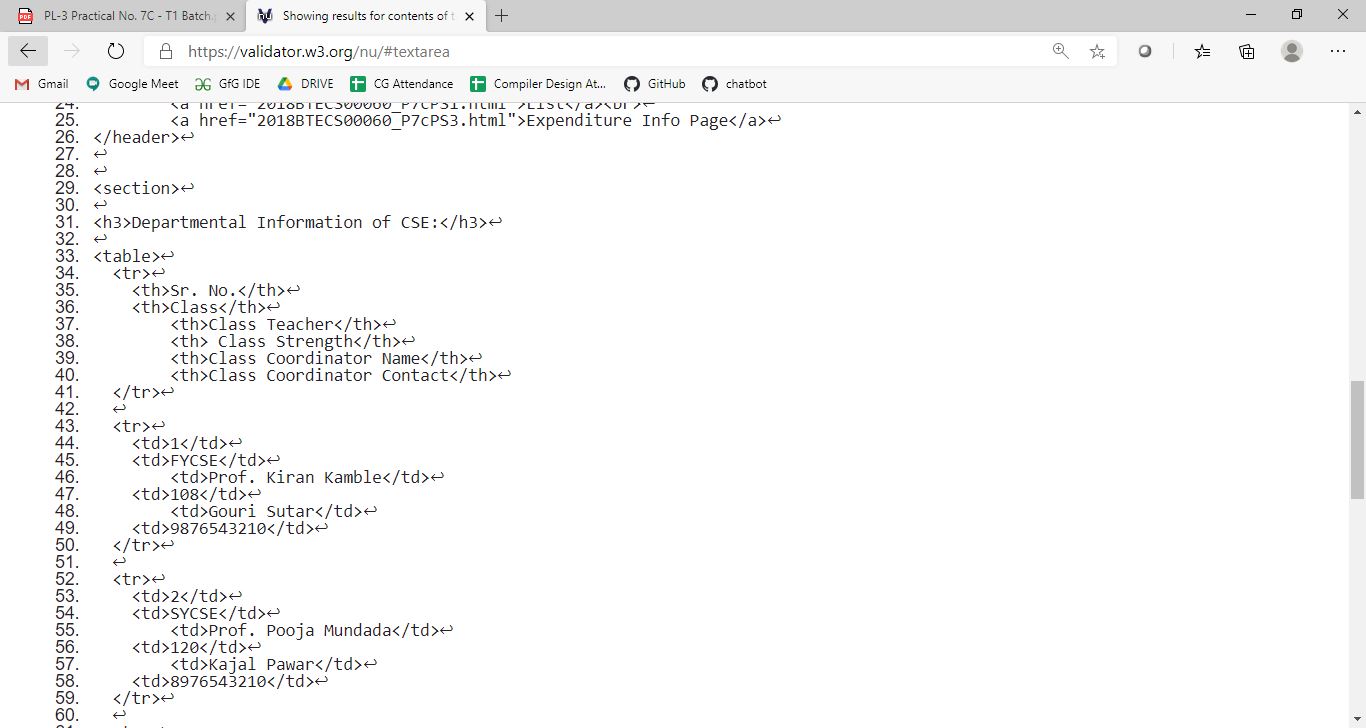 PL-3 Practical No. 7C - T1 Batch.
Showing results for contents of t
https://validator.w3.org/nu/#textarea
Gmail Google Meet GfG IDE DRIVE CG Attendance Compiler Design At... GitHub chatbot
24. <a href="2018BTECS00060_P7cPS1.html">List</a><br>↩
25. <a href="2018BTECS00060_P7cPS3.html">Expenditure Info Page</a>↩
26. </header>↩
27. ↩
28. ↩
29. <section>↩
30. ↩
31. <h3>Departmental Information of CSE:</h3>↩
32. ↩
33. <table>↩
34. <tr>↩
35. <th>Sr. No.</th>↩
36. <th>Class</th>↩
37. <th>Class Teacher</th>↩
38. <th> Class Strength</th>↩
39. <th>Class Coordinator Name</th>↩
40. <th>Class Coordinator Contact</th>↩
41. </tr>↩
42. ↩
43. <tr>↩
44. <td>1</td>↩
45. <td>FYCSE</td>↩
46. <td>Prof. Kiran Kamble</td>↩
47. <td>108</td>↩
48. <td>Gouri Sutar</td>↩
49. <td>9876543210</td>↩
50. </tr>↩
51. ↩
52. <tr>↩
53. <td>2</td>↩
54. <td>SYCSE</td>↩
55. <td>Prof. Pooja Mundada</td>↩
56. <td>120</td>↩
57. <td>Kajal Pawar</td>↩
58. <td>8976543210</td>↩
59. </tr>↩
60. ↩